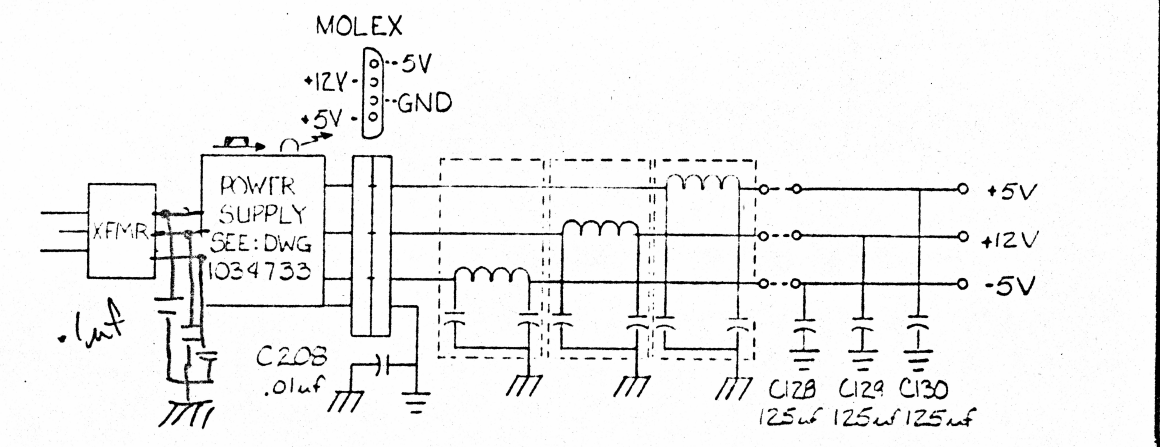 MOLEX
-5V
+12V
GND
+5V
POWER
SUPPLY
SEE: DWG
1034733
XFMR
.1uf
C208
.01uf
+5V
+12V
-5V
C128 C129 C130
125uf 125uf 125uf